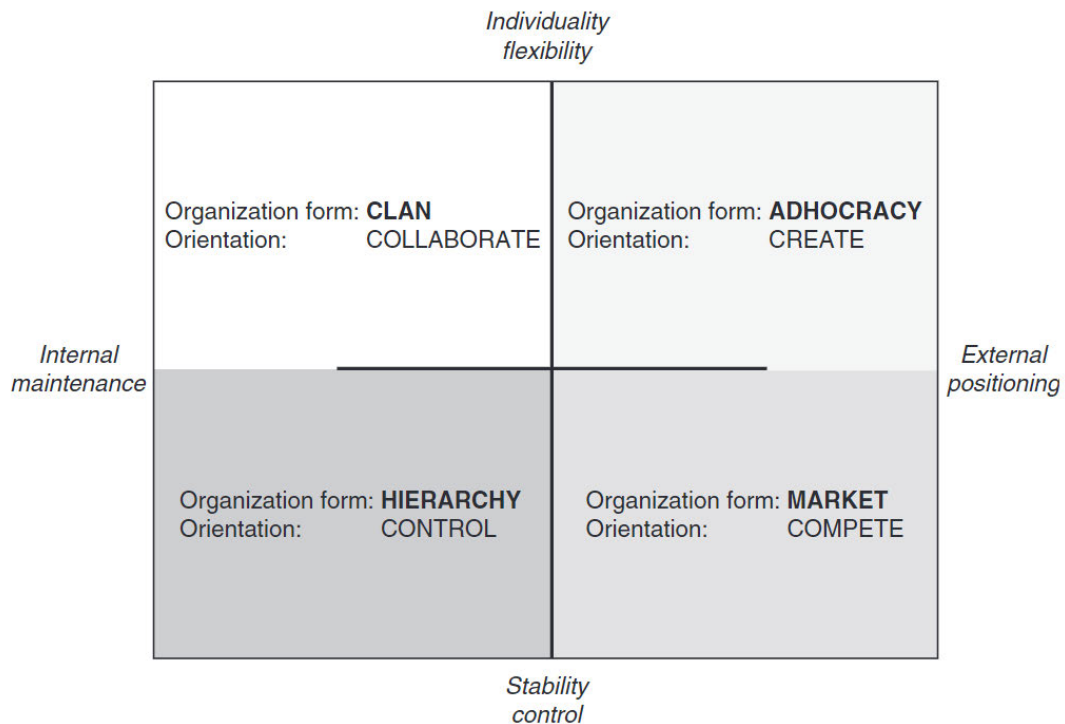 Individuality
flexibility
Organization form: CLAN
Orientation: COLLABORATE
Organization form: ADHOCRACY
Orientation: CREATE
Internal
maintenance
External
positioning
Organization form: HIERARCHY
Orientation: CONTROL
Organization form: MARKET
Orientation: COMPETE
Stability
control